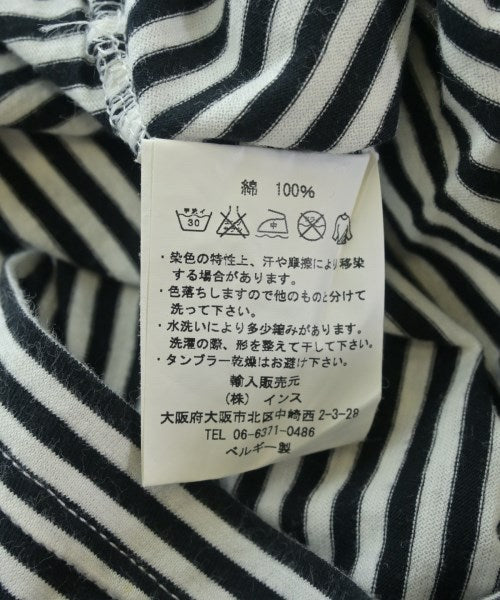 綿 100%
手洗イ 30 中
・染色の特性上、汗や摩擦により移染
する場合があります。
・色落ちしますので他のものと分けて
洗って下さい。
・水洗いにより多少縮みがあります。
洗濯の際、形を整えて干して下さい。
・タンブラー乾燥はお避け下さい。
輸入販売元
(株) インス
大阪府大阪市北区中崎西2-3-28
TEL 06-6371-0486
ベルギー製